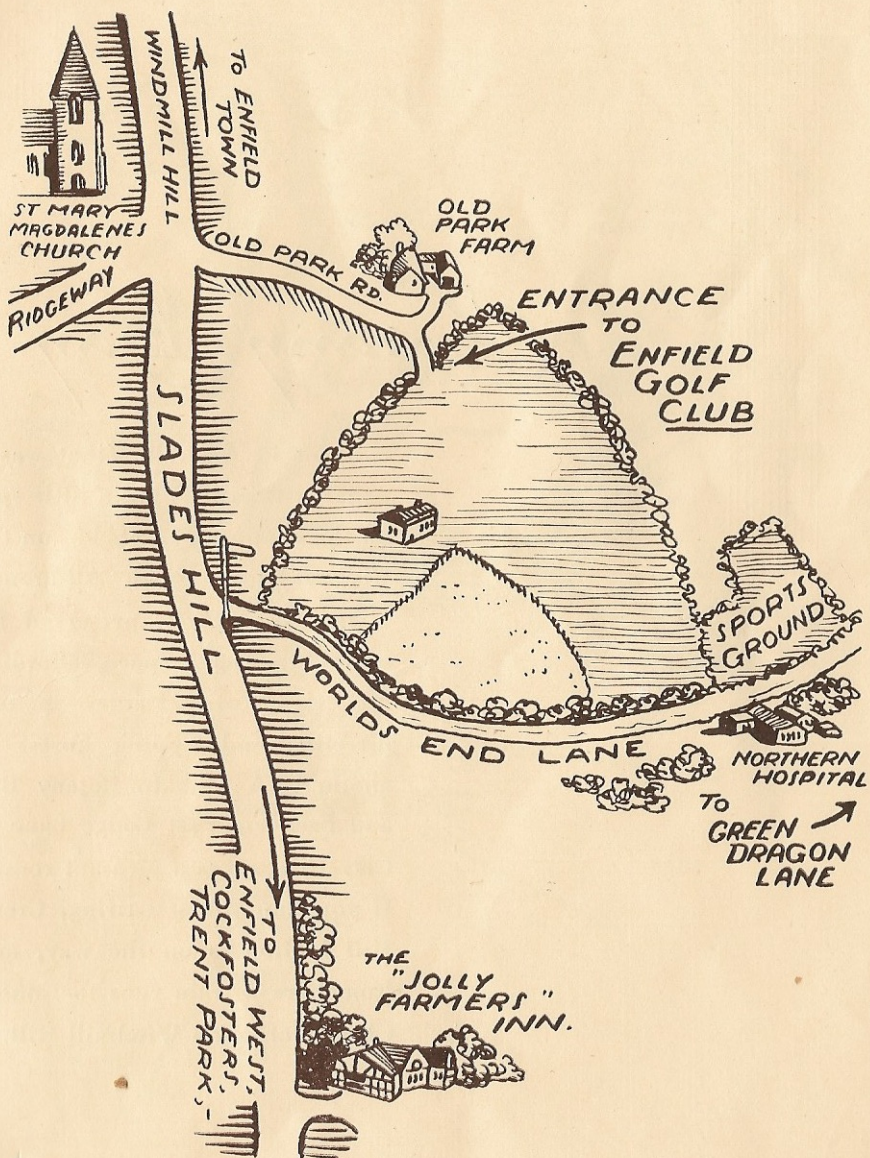 WINDMILL HILL
TO ENFIELD
TOWN
ST MARY
MAGDALENES
CHURCH
RIDGEWAY
OLD PARK RD.
OLD
PARK
FARM
ENTRANCE
TO
ENFIELD
GOLF
CLUB
SLADES HILL
WORLDS END LANE
SPORTS
GROUND
NORTHERN
HOSPITAL
TO
GREEN
DRAGON
LANE
TO
ENFIELD WEST,
COCKFOSTERS,
TRENT PARK,-
THE
"JOLLY
FARMERS"
INN.